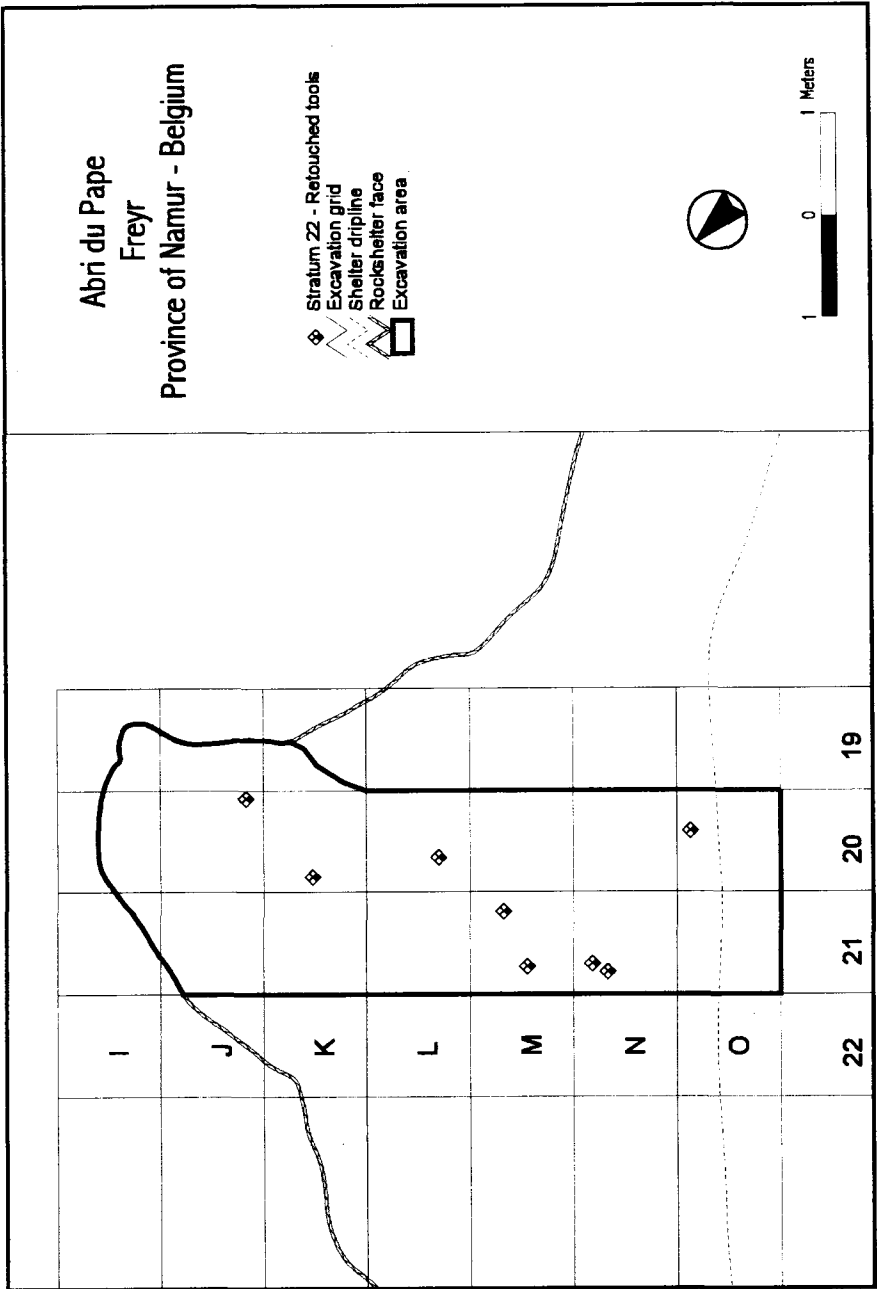 Abri du Pape
Freyr
Province of Namur - Belgium
Stratum 22 - Retouched tools
Excavation grid
Shelter dripline
Rockshelter face
Excavation area
1 0 1 Meters
I
J
K
L
M
N
O
22 21 20 19